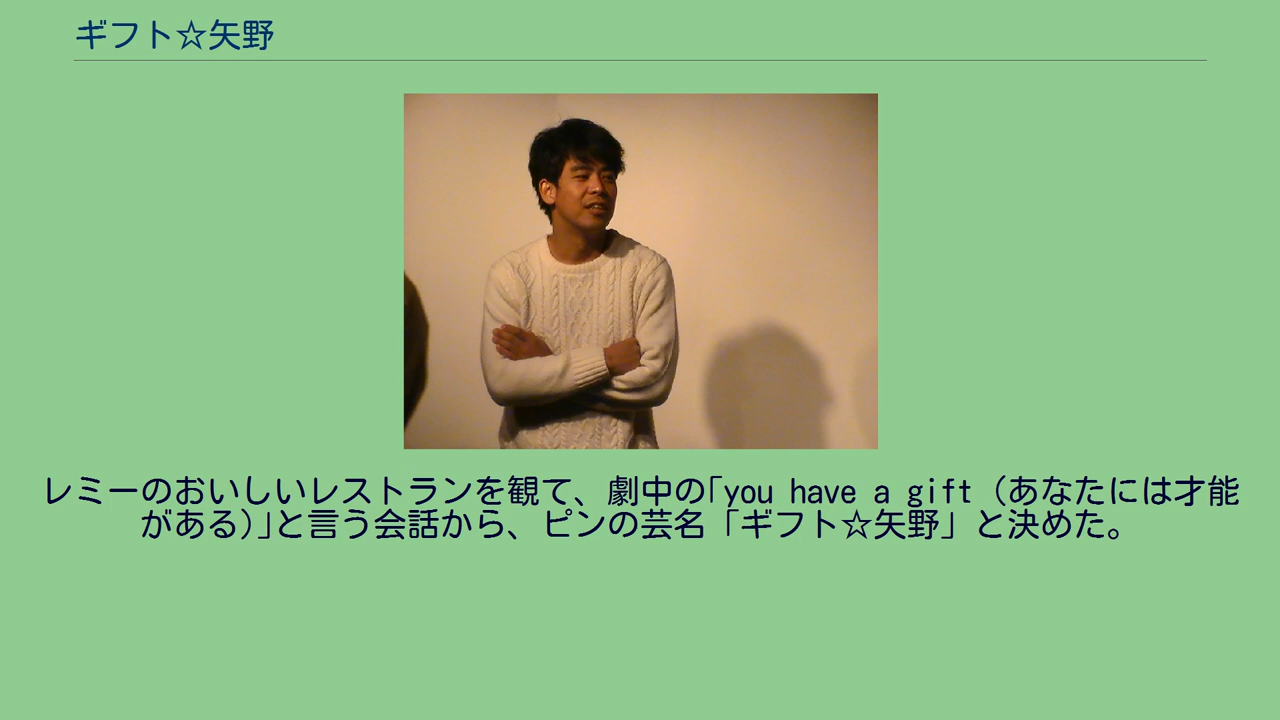 ギフト☆矢野
レミーのおいしいレストランを観て、劇中の｢you have a gift（あなたには才能
がある)｣と言う会話から、ピンの芸名「ギフト☆矢野」と決めた。